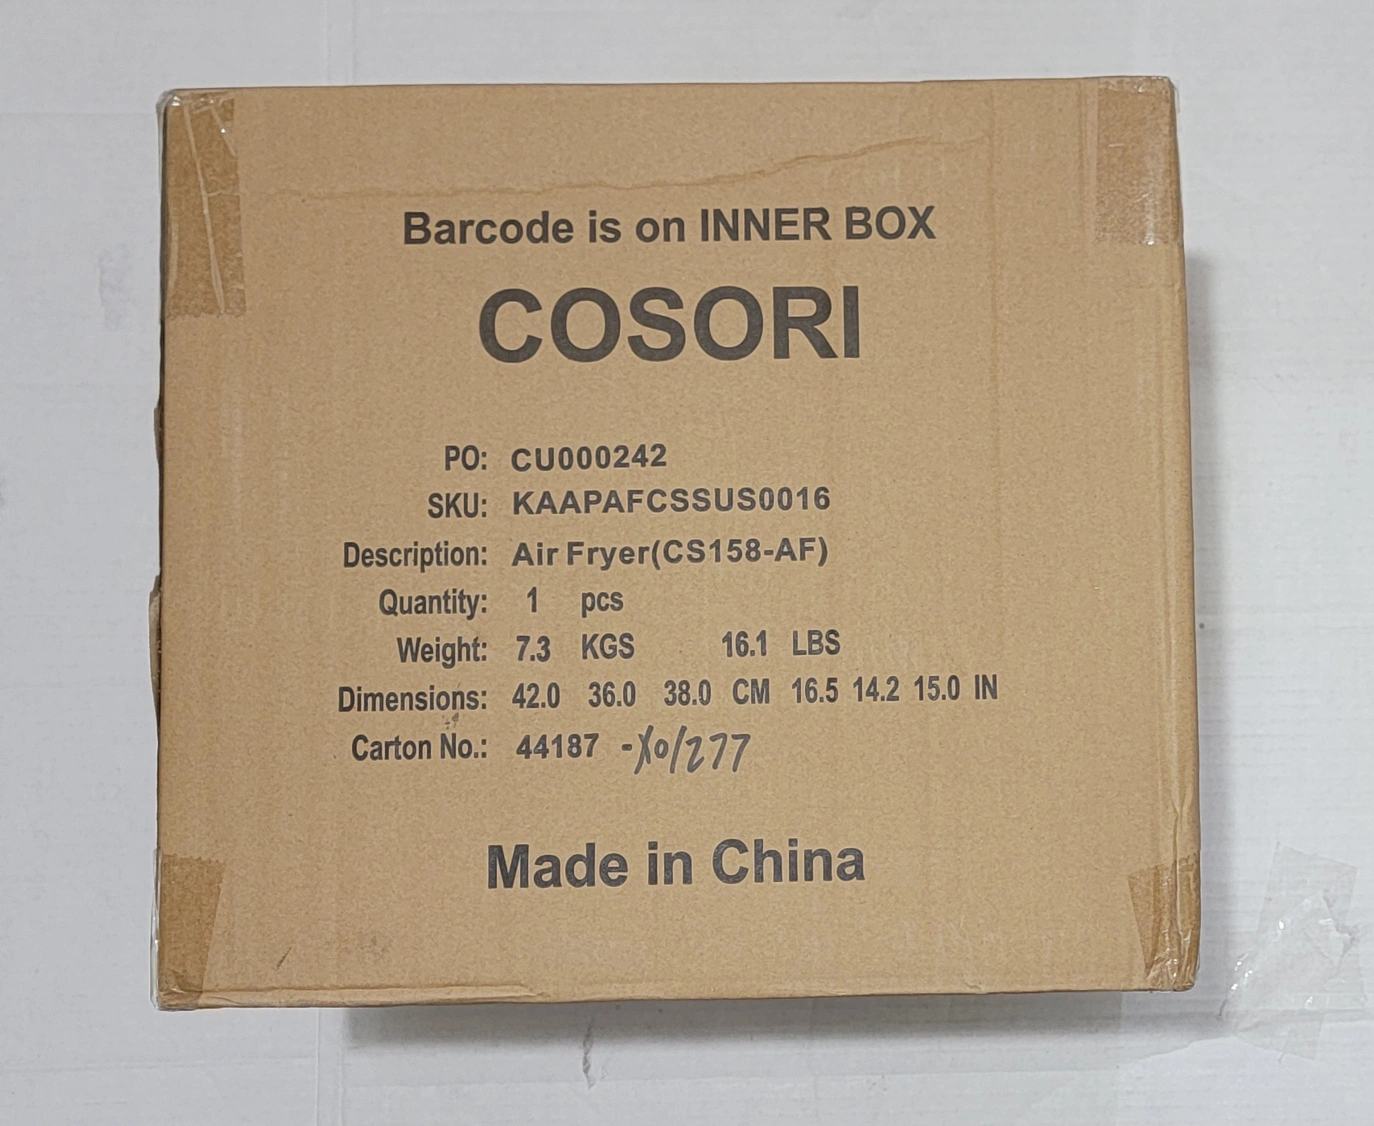 Barcode is on INNER BOX
COSORI
PO: CU000242
SKU: KAAPAFCSSUS0016
Description: Air Fryer(CS158-AF)
Quantity: 1 pcs
Weight: 7.3 KGS 16.1 LBS
Dimensions: 42.0 36.0 38.0 CM 16.5 14.2 15.0 IN
Carton No.: 44187
Made in China